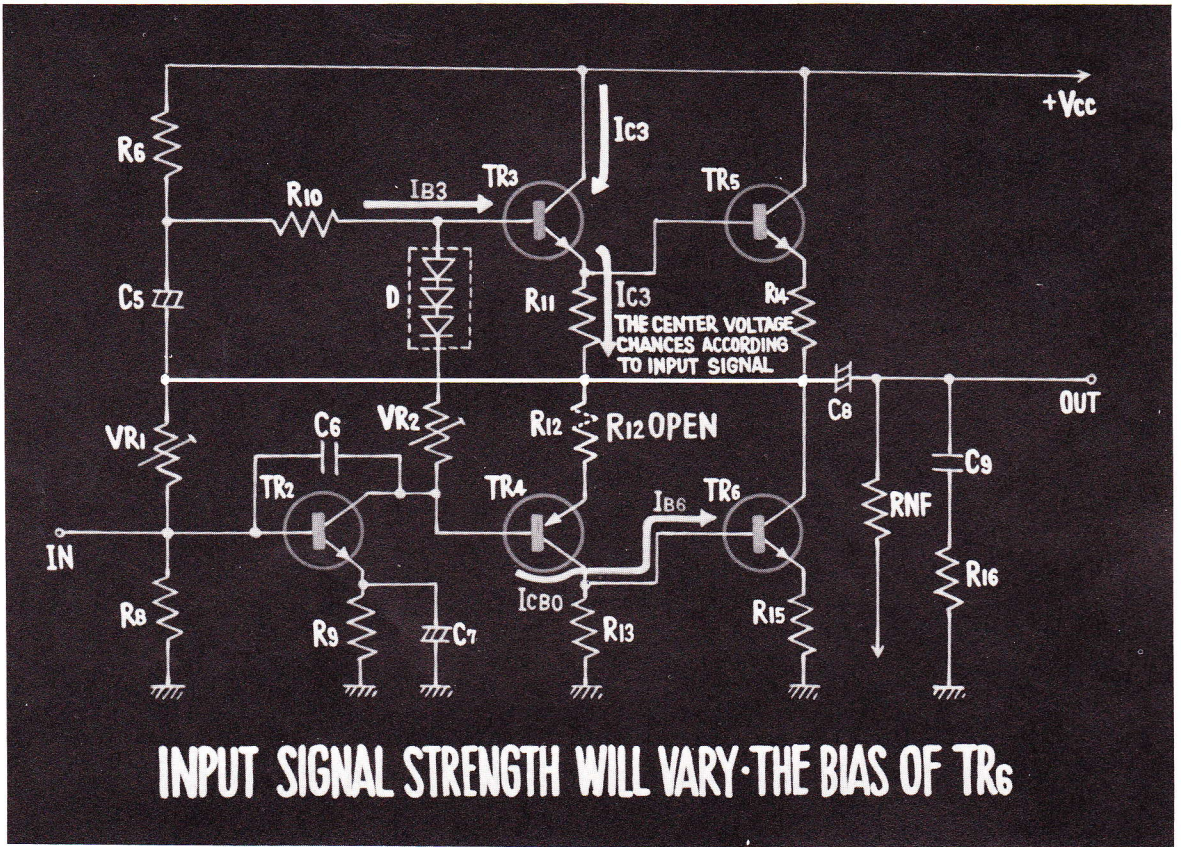 +Vcc
IC3
R6
TR3
TR5
R10
IB3
C5
D
R11
IC3
R14
THE CENTER VOLTAGE
CHANCES ACCORDING
TO INPUT SIGNAL
C8
OUT
VR1
C6
VR2
R12
R12 OPEN
C9
TR2
TR4
IB6
TR6
RNF
IN
R16
R8
R9
C7
ICBO
R13
R15
INPUT SIGNAL STRENGTH WILL VARY·THE BIAS OF TR6